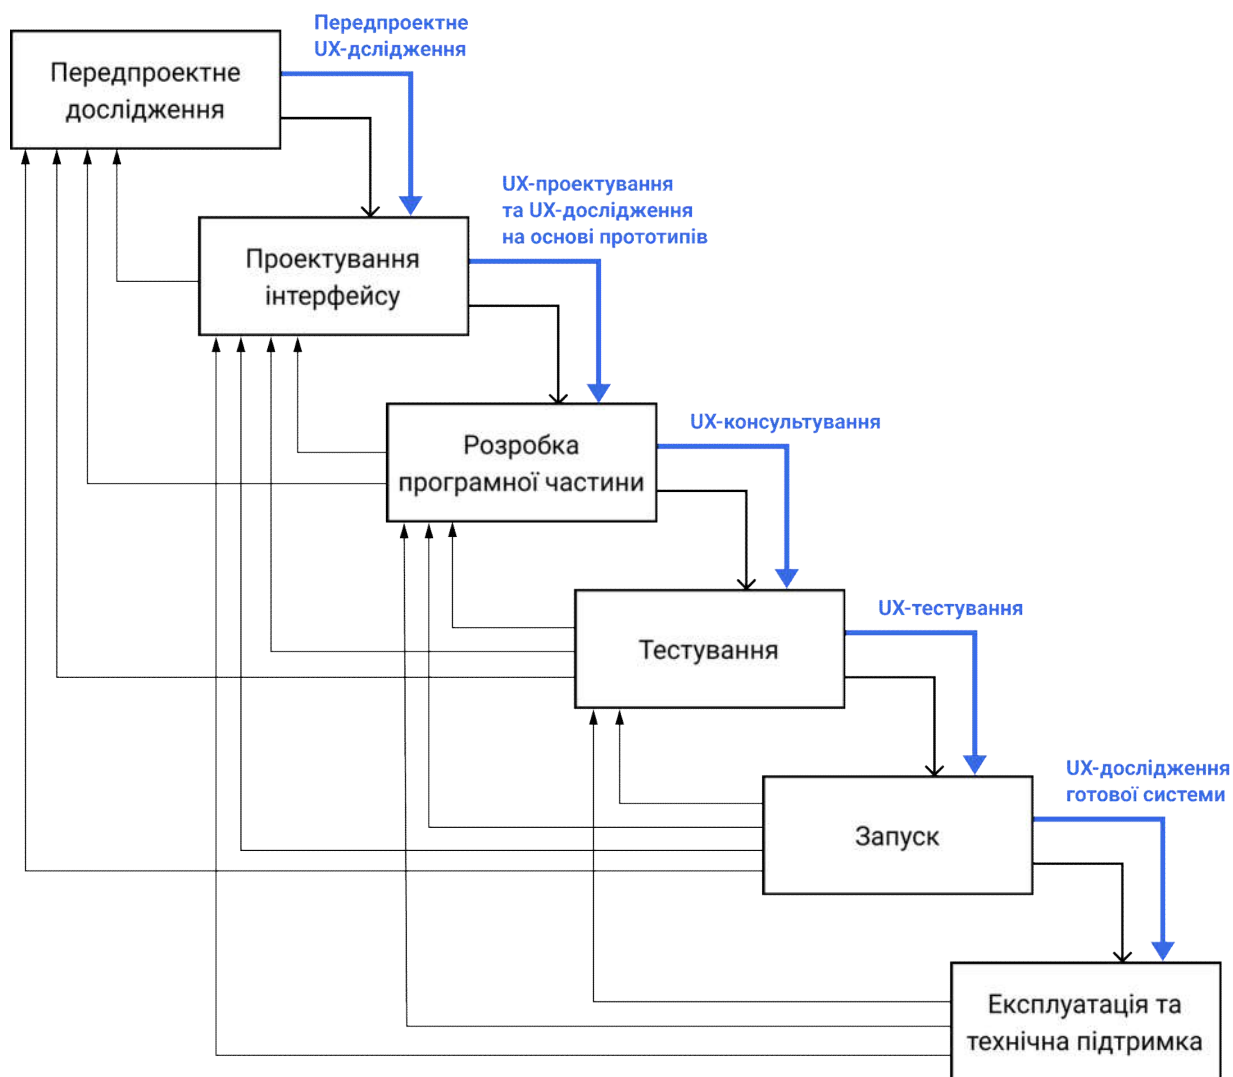 Передпроектне
UX-дслідження
Передпроектне
дослідження
UX-проектування
та UX-дослідження
на основі прототипів
Проектування
інтерфейсу
UX-консультування
Розробка
програмної частини
UX-тестування
Тестування
UX-дослідження
готової системи
Запуск
Експлуатація та
технічна підтримка